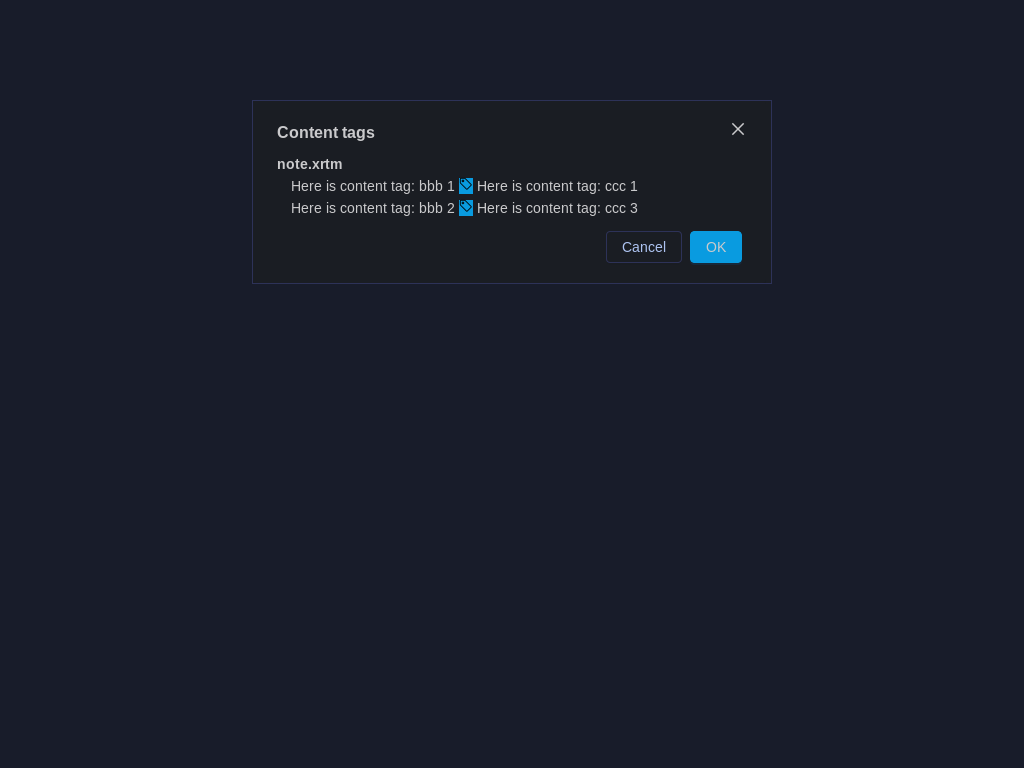 Content tags
note.xrtm
Here is content tag: bbb 1 Here is content tag: ccc 1
Here is content tag: bbb 2 Here is content tag: ccc 3
Cancel OK